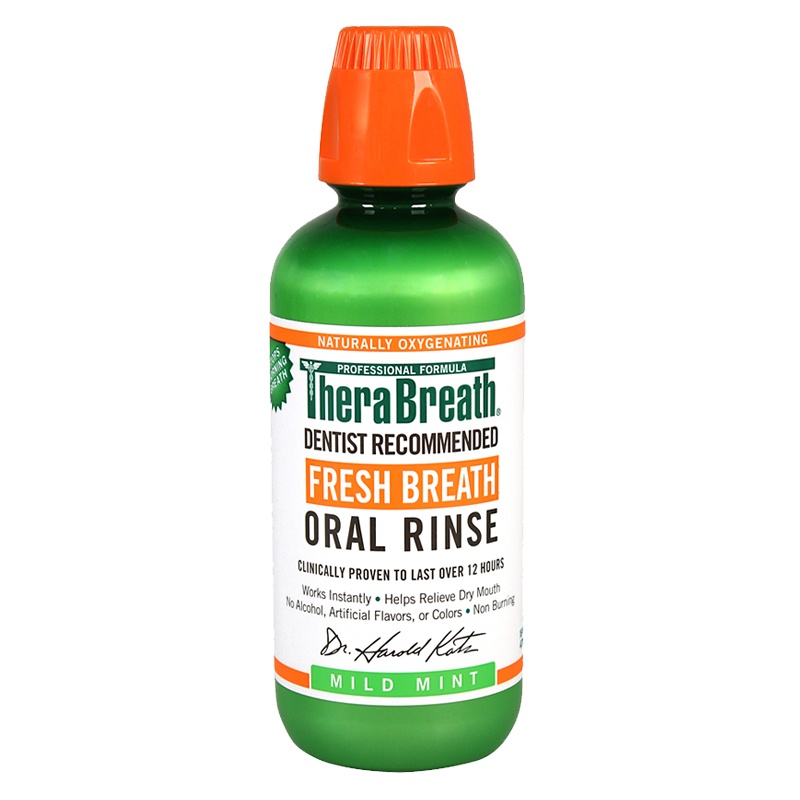 NATURALLY OXYGENATING
PROFESSIONAL FORMULA
TheraBreath®
DENTIST RECOMMENDED
FRESH BREATH
ORAL RINSE
CLINICALLY PROVEN TO LAST OVER 12 HOURS
Works Instantly • Helps Relieve Dry Mouth
No Alcohol, Artificial Flavors, or Colors • Non Burning
Dr. Harold Katz
MILD MINT